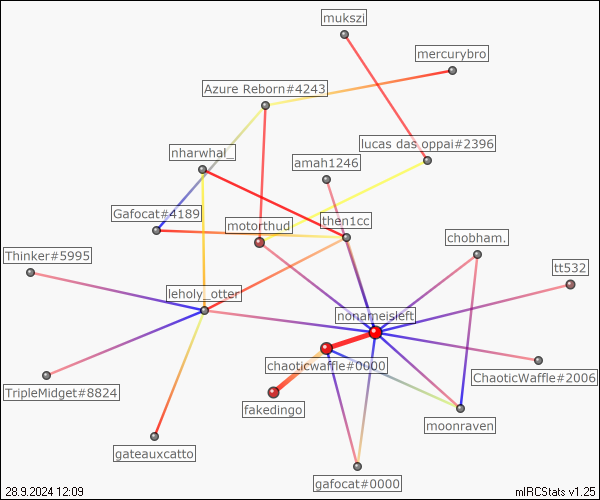 mukszi
mercurybro
Azure Reborn#4243
lucas das oppai#2396
nharwhal_
amah1246
Gafocat#4189
motorthud
then1cc
chobham.
Thinker#5995
tt532
leholy_otter
nonameisleft
chaoticwaffle#0000
ChaoticWaffle#2006
TripleMidget#8824
fakedingo
moonraven
gateauxcatto
gafocat#0000
28.9.2024 12:09
mIRCStats v1.25